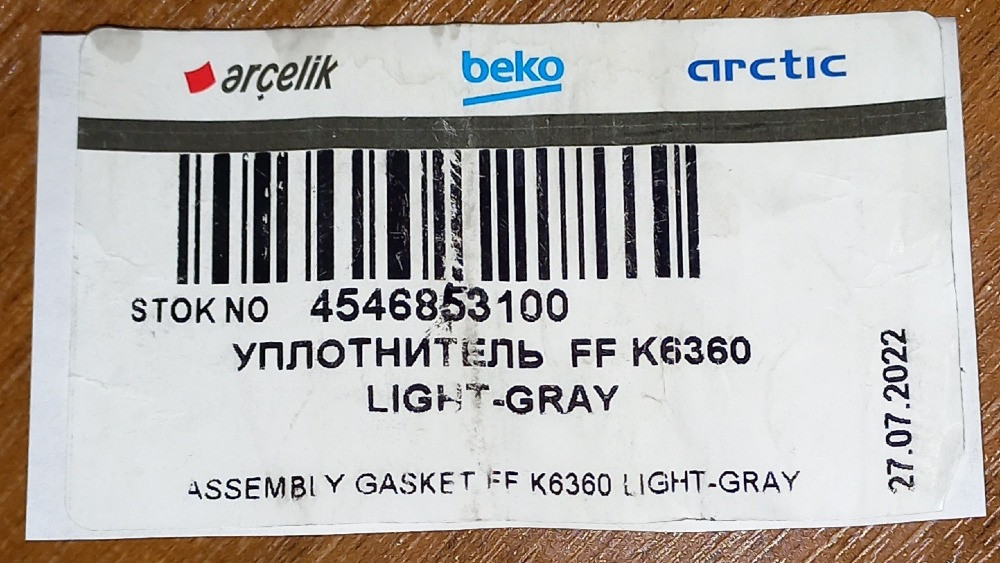 arçelik beko arctic
STOK NO 4546853100
УПЛОТНИТЕЛЬ FF K6360
LIGHT-GRAY
ASSEMBLY GASKET FF K6360 LIGHT-GRAY
27.07.2022